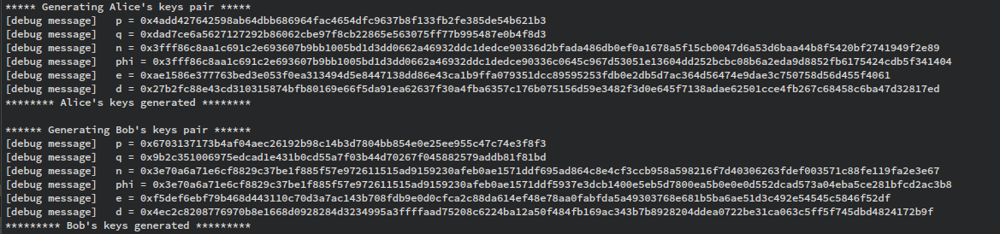 ***** Generating Alice's keys pair *****
[debug message]   p = 0x4add427642598ab64dbb686964fac4654dfc9637b8f133fb2fe385de54b621b3
[debug message]   q = 0xdad7ce6a5627127292b86062cbe97f8cb22865e563075ff77b995487e0b4f8d3
[debug message]   n = 0x3fff86c8aa1c691c2e693607b9bb1005bd1d3dd0662a46932ddc1dedce90336d2bfada486db0ef0a1678a5f15cb0047d6a53d6baa44b8f5420bf2741949f2e89
[debug message]   phi = 0x3fff86c8aa1c691c2e693607b9bb1005bd1d3dd0662a46932ddc1dedce90336c0645c967d53051e13604dd252bcbc08b6a2eda9d8852fb6175424cdb5f341404
[debug message]   e = 0xae1586e377763bed3e053f0ea313494d5e8447138dd86e43ca1b9ffa079351dcc89595253fdb0e2db5d7ac364d56474e9dae3c750758d56d455f4061
[debug message]   d = 0x27b2fc88e43cd310315874bfb80169e66f5da91ea62637f30a4fba6357c176b075156d59e3482f3d0e645f7138adae62501cce4fb267c68458c6ba47d32817ed
******** Alice's keys generated ********
****** Generating Bob's keys pair ******
[debug message]   p = 0x6703137173b4af04aec26192b98c14b3d7804bb854e0e25ee955c47c74e3f8f3
[debug message]   q = 0x9b2c351006975edcad1e431b0cd55a7f03b44d70267f045882579addb81f81bd
[debug message]   n = 0x3e70a6a71e6cf8829c37be1f885f57e972611515ad9159230afeb0ae1571ddf695ad864c8e4cf3ccb958a598216f7d40306263fdef003571c88fe119fa2e3e67
[debug message]   phi = 0x3e70a6a71e6cf8829c37be1f885f57e972611515ad9159230afeb0ae1571ddf5937e3dcb1400e5eb5d7800ea5b0e0e0d552dcad573a04eba5ce281bfcd2ac3b8
[debug message]   e = 0xf5def6ebf79b468d443110c70d3a7ac143b708fdb9e0d0cfca2c88da614ef48e78aa0fabfda5a49303768e681b5ba6ae51d3c492e54545c5846f52df
[debug message]   d = 0x4ec2c8208776970b8e1668d0928284d3234995a3ffffaad75208c6224ba12a50f484fb169ac343b7b8928204ddea0722be31ca063c5ff5f745dbd4824172b9f
********* Bob's keys generated *********